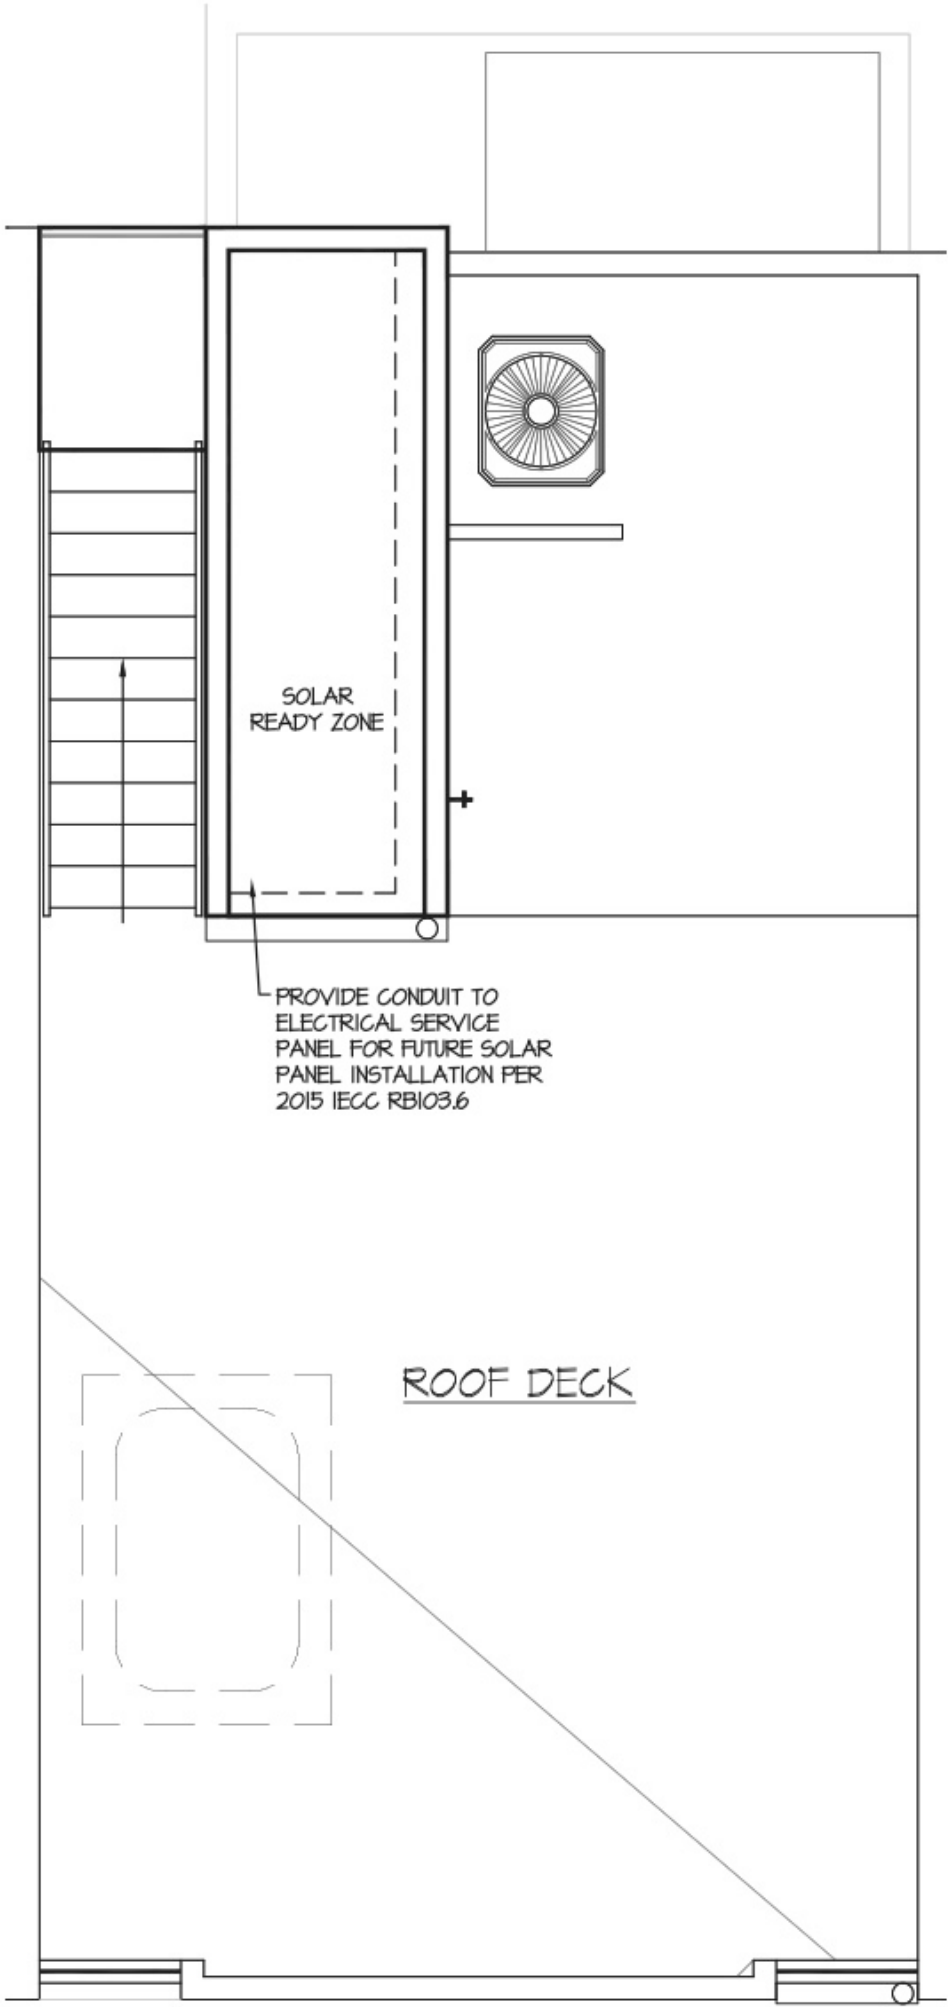 SOLAR
READY ZONE
PROVIDE CONDUIT TO
ELECTRICAL SERVICE
PANEL FOR FUTURE SOLAR
PANEL INSTALLATION PER
2015 IECC RB103.6
ROOF DECK